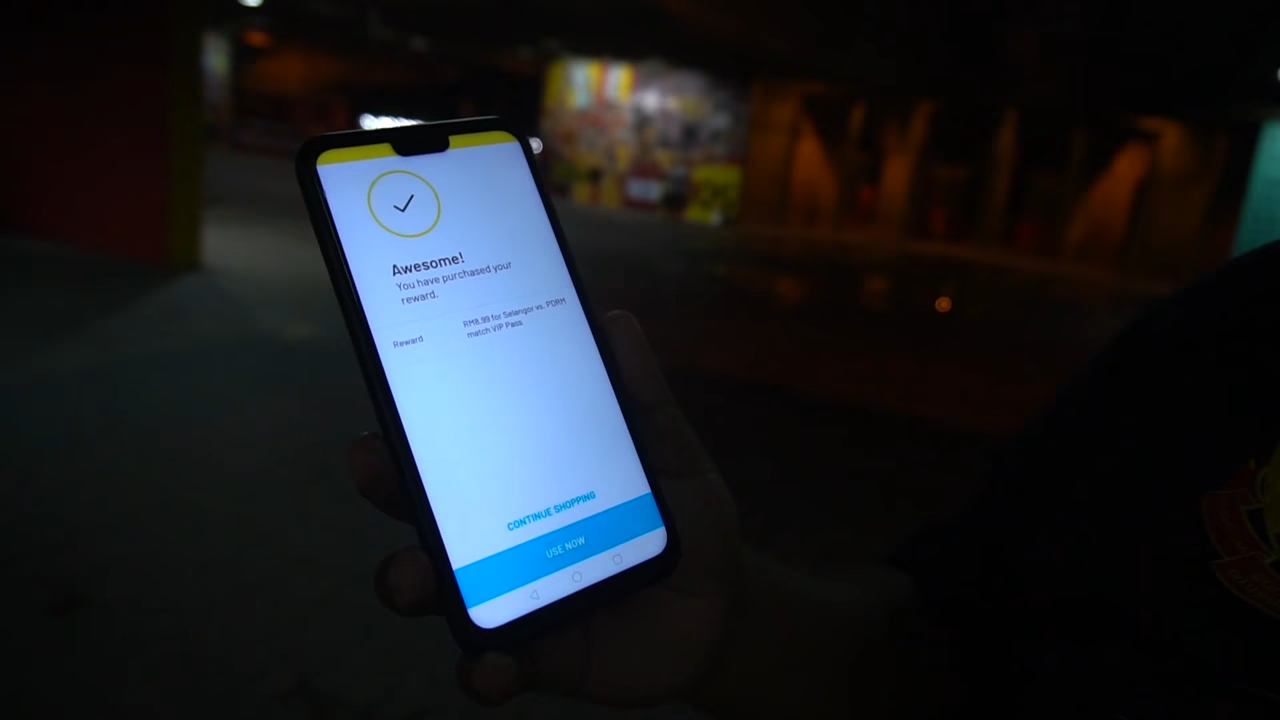 Awesome!
You have purchased your
reward.
Reward
RM8.99 for Selangor vs. PDRM
match VIP Pass
CONTINUE SHOPPING
USE NOW